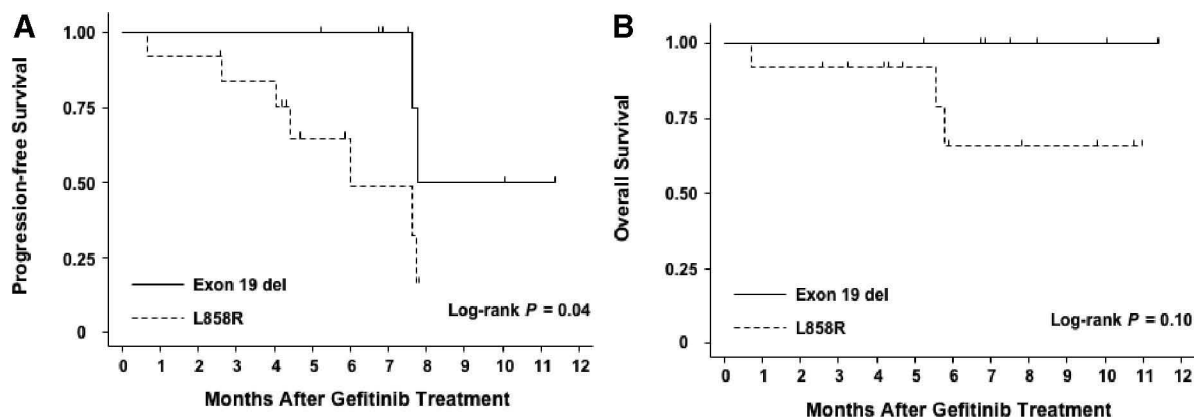 A
Progression-free Survival
1.00
0.75
0.50
0.25
0
Exon 19 del
L858R
Log-rank P = 0.04
0 1 2 3 4 5 6 7 8 9 10 11 12
Months After Gefitinib Treatment
B
Overall Survival
1.00
0.75
0.50
0.25
0
Exon 19 del
L858R
Log-rank P = 0.10
0 1 2 3 4 5 6 7 8 9 10 11 12
Months After Gefitinib Treatment